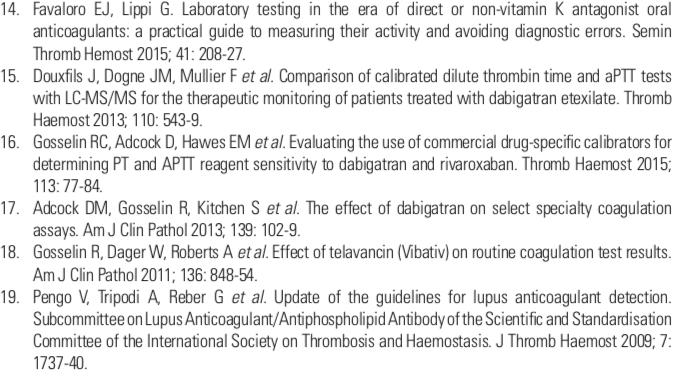 14. Favaloro EJ, Lippi G. Laboratory testing in the era of direct or non-vitamin K antagonist oral
anticoagulants: a practical guide to measuring their activity and avoiding diagnostic errors. Semin
Thromb Hemost 2015; 41: 208-27.
15. Douxfils J, Dogne JM, Mullier F et al. Comparison of calibrated dilute thrombin time and aPTT tests
with LC-MS/MS for the therapeutic monitoring of patients treated with dabigatran etexilate. Thromb
Haemost 2013; 110: 543-9.
16. Gosselin RC, Adcock D, Hawes EM et al. Evaluating the use of commercial drug-specific calibrators for
determining PT and APTT reagent sensitivity to dabigatran and rivaroxaban. Thromb Haemost 2015;
113: 77-84.
17. Adcock DM, Gosselin R, Kitchen S et al. The effect of dabigatran on select specialty coagulation
assays. Am J Clin Pathol 2013; 139: 102-9.
18. Gosselin R, Dager W, Roberts A et al. Effect of telavancin (Vibativ) on routine coagulation test results.
Am J Clin Pathol 2011; 136: 848-54.
19. Pengo V, Tripodi A, Reber G et al. Update of the guidelines for lupus anticoagulant detection.
Subcommittee on Lupus Anticoagulant/Antiphospholipid Antibody of the Scientific and Standardisation
Committee of the International Society on Thrombosis and Haemostasis. J Thromb Haemost 2009; 7:
1737-40.